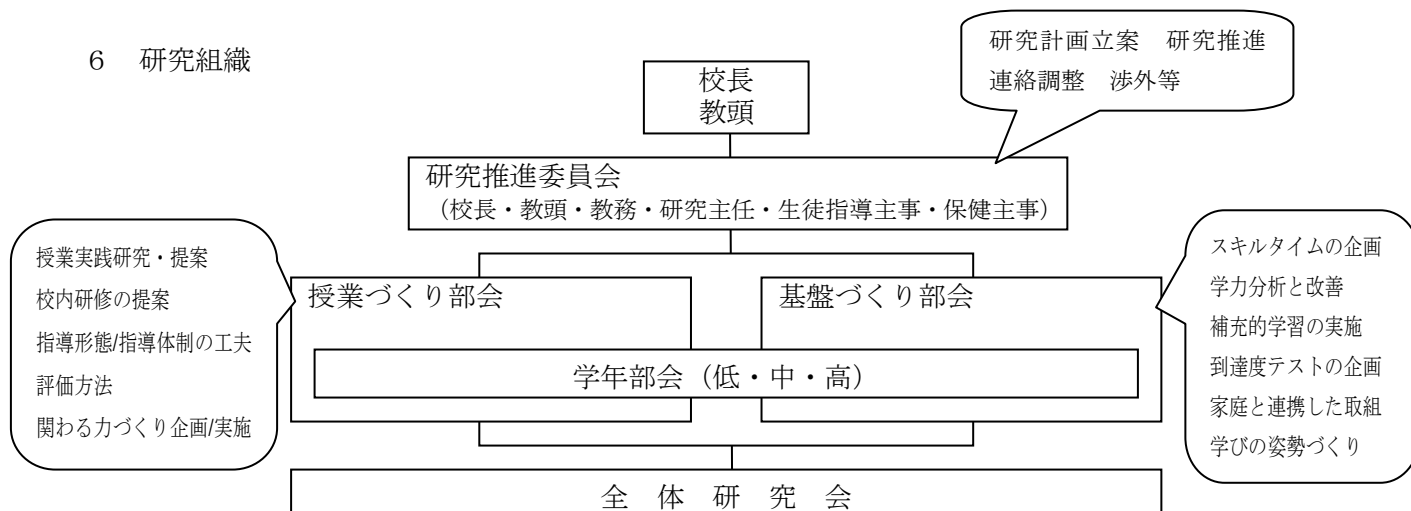 ６　研究組織
研究計画立案　研究推進
連絡調整　渉外等
校長
教頭
研究推進委員会
（校長・教頭・教務・研究主任・生徒指導主事・保健主事）
授業実践研究・提案
校内研修の提案
指導形態/指導体制の工夫
評価方法
関わる力づくり企画/実施
授業づくり部会
基盤づくり部会
学年部会（低・中・高）
スキルタイムの企画
学力分析と改善
補充的学習の実施
到達度テストの企画
家庭と連携した取組
学びの姿勢づくり
全　体　研　究　会